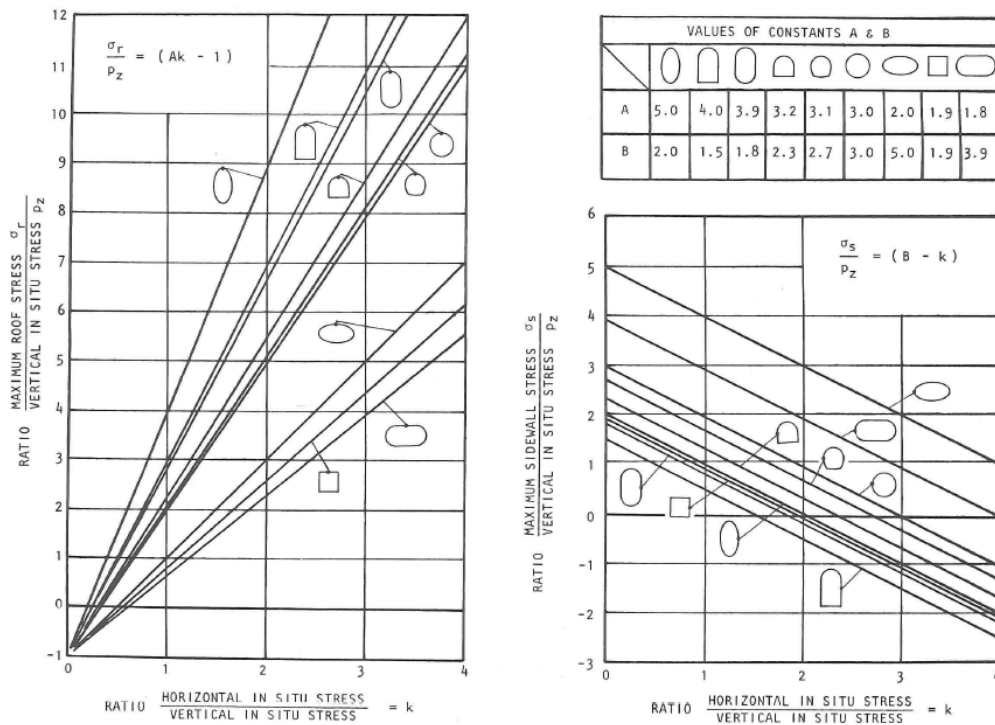 12
11
10
9
8
7
6
5
4
3
2
1
0
-1
σr/pz = (Ak - 1)
RATIO MAXIMUM ROOF STRESS σr / VERTICAL IN SITU STRESS pz
0 1 2 3 4
RATIO HORIZONTAL IN SITU STRESS / VERTICAL IN SITU STRESS = k
VALUES OF CONSTANTS A & B
A 5.0 4.0 3.9 3.2 3.1 3.0 2.0 1.9 1.8
B 2.0 1.5 1.8 2.3 2.7 3.0 5.0 1.9 3.9
6
5
4
3
2
1
0
-1
-2
-3
σs/pz = (B - k)
RATIO MAXIMUM SIDEWALL STRESS σs / VERTICAL IN SITU STRESS pz
0 1 2 3 4
RATIO HORIZONTAL IN SITU STRESS / VERTICAL IN SITU STRESS = k